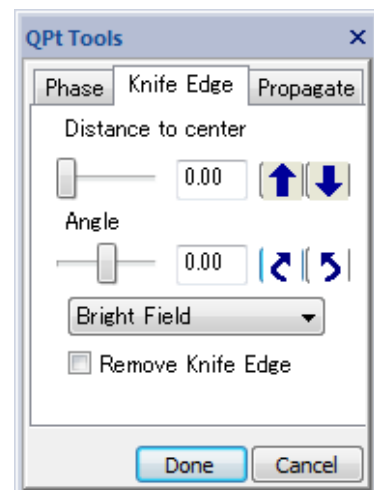 QPt Tools
Phase Knife Edge Propagate
Distance to center
0.00
Angle
0.00
Bright Field
Remove Knife Edge
Done Cancel